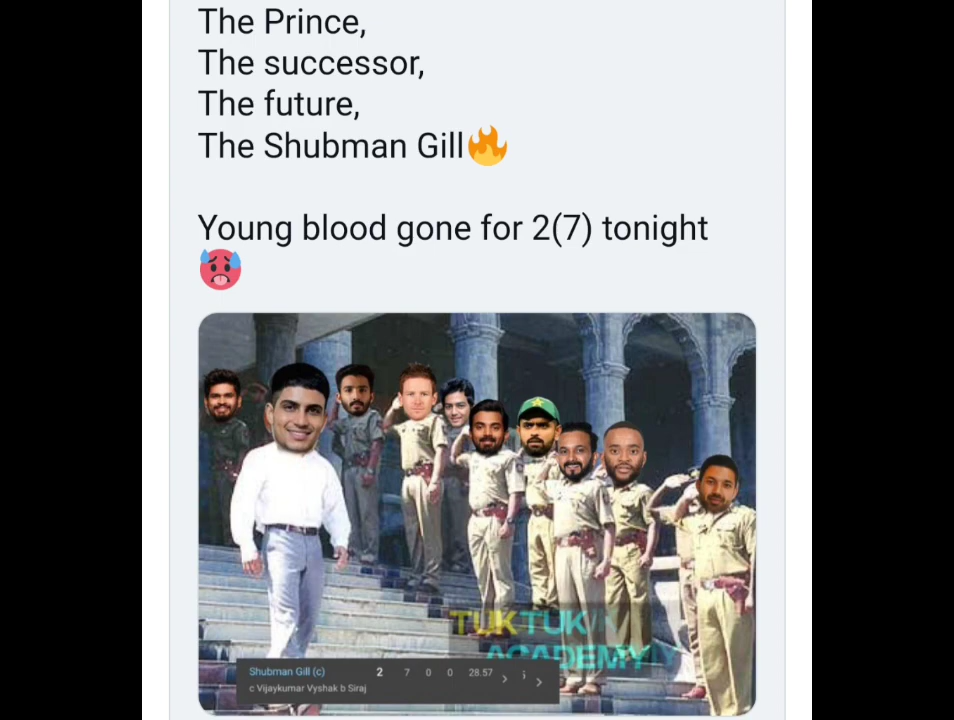 The Prince,
The successor,
The future,
The Shubman Gill🔥
Young blood gone for 2(7) tonight
🥵
TUKTUK
ACADEMY
Shubman Gill (c) 2 7 0 0 28.57
c Vijaykumar Vyshak b Siraj